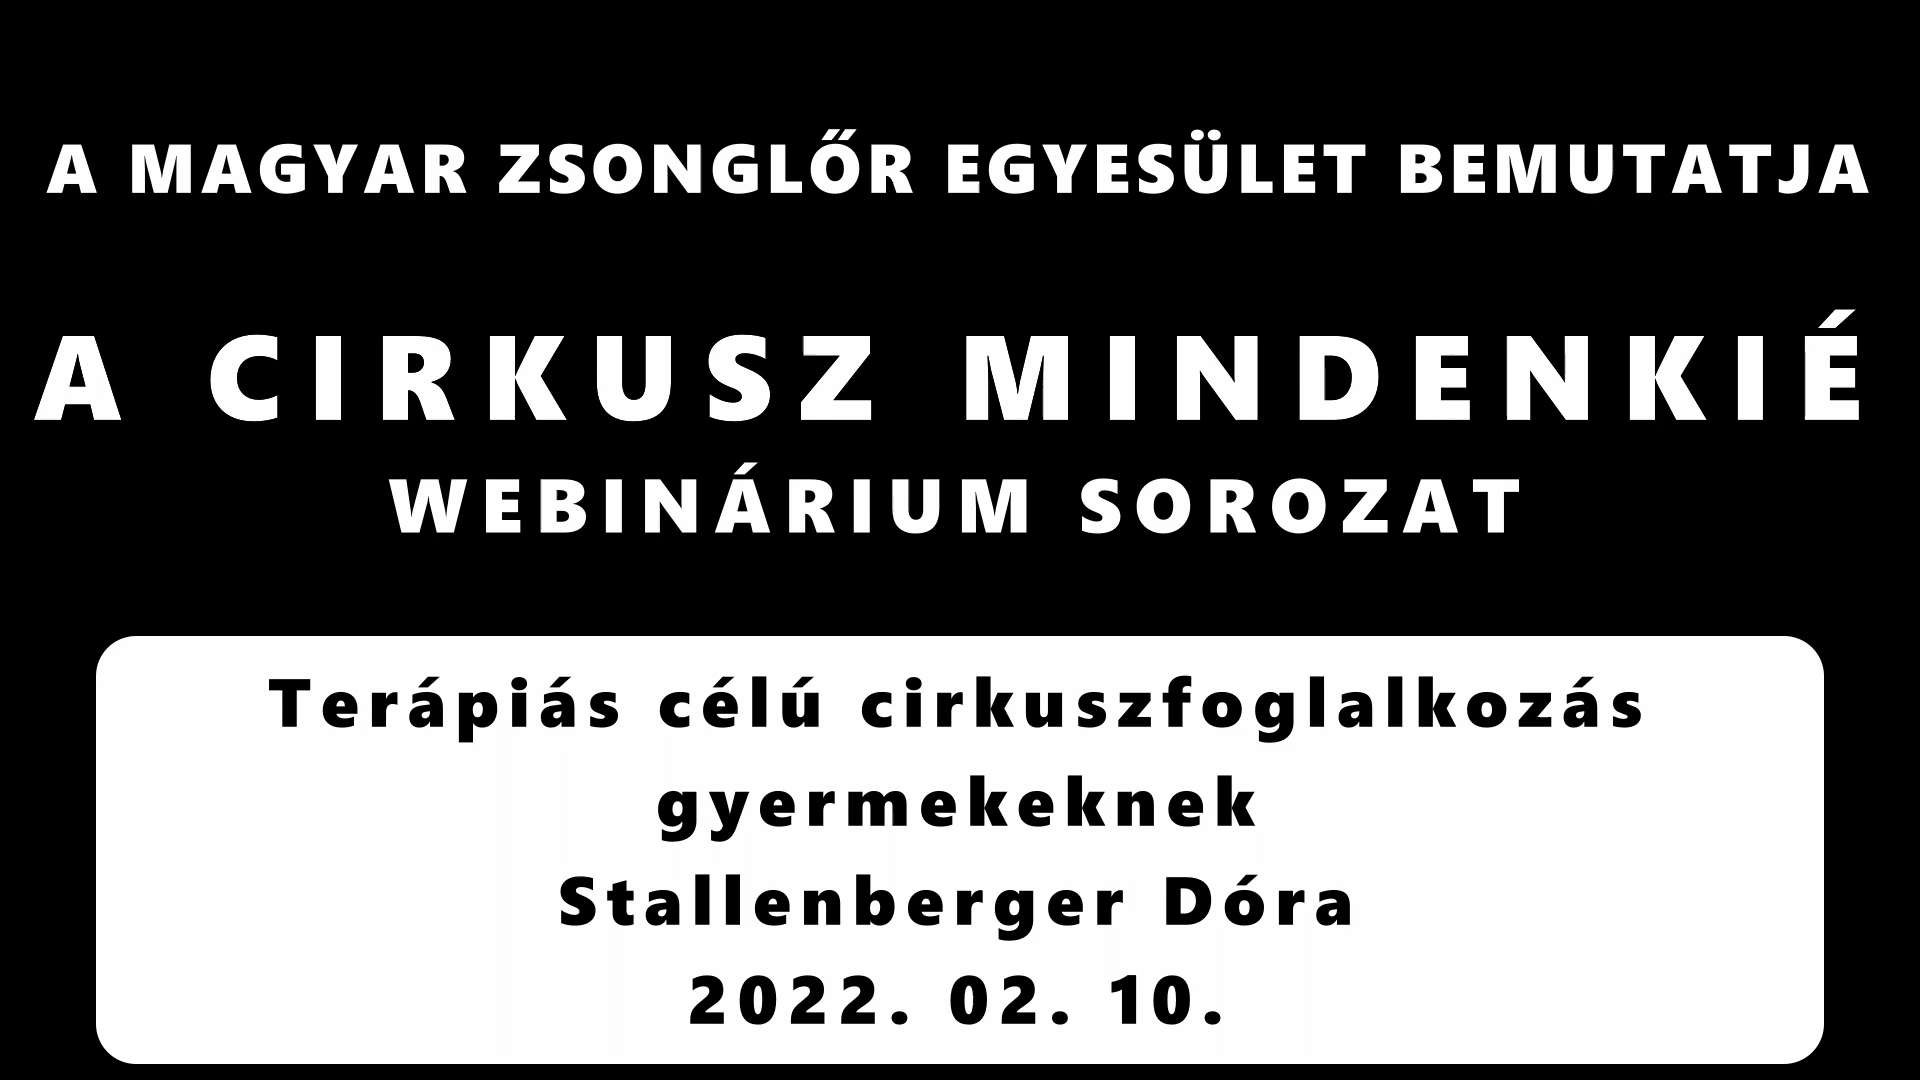 A MAGYAR ZSONGLŐR EGYESÜLET BEMUTATJA
A CIRKUSZ MINDENKIÉ
WEBINÁRIUM SOROZAT
Terápiás célú cirkuszfoglalkozás
gyermekeknek
Stallenberger Dóra
2022. 02. 10.